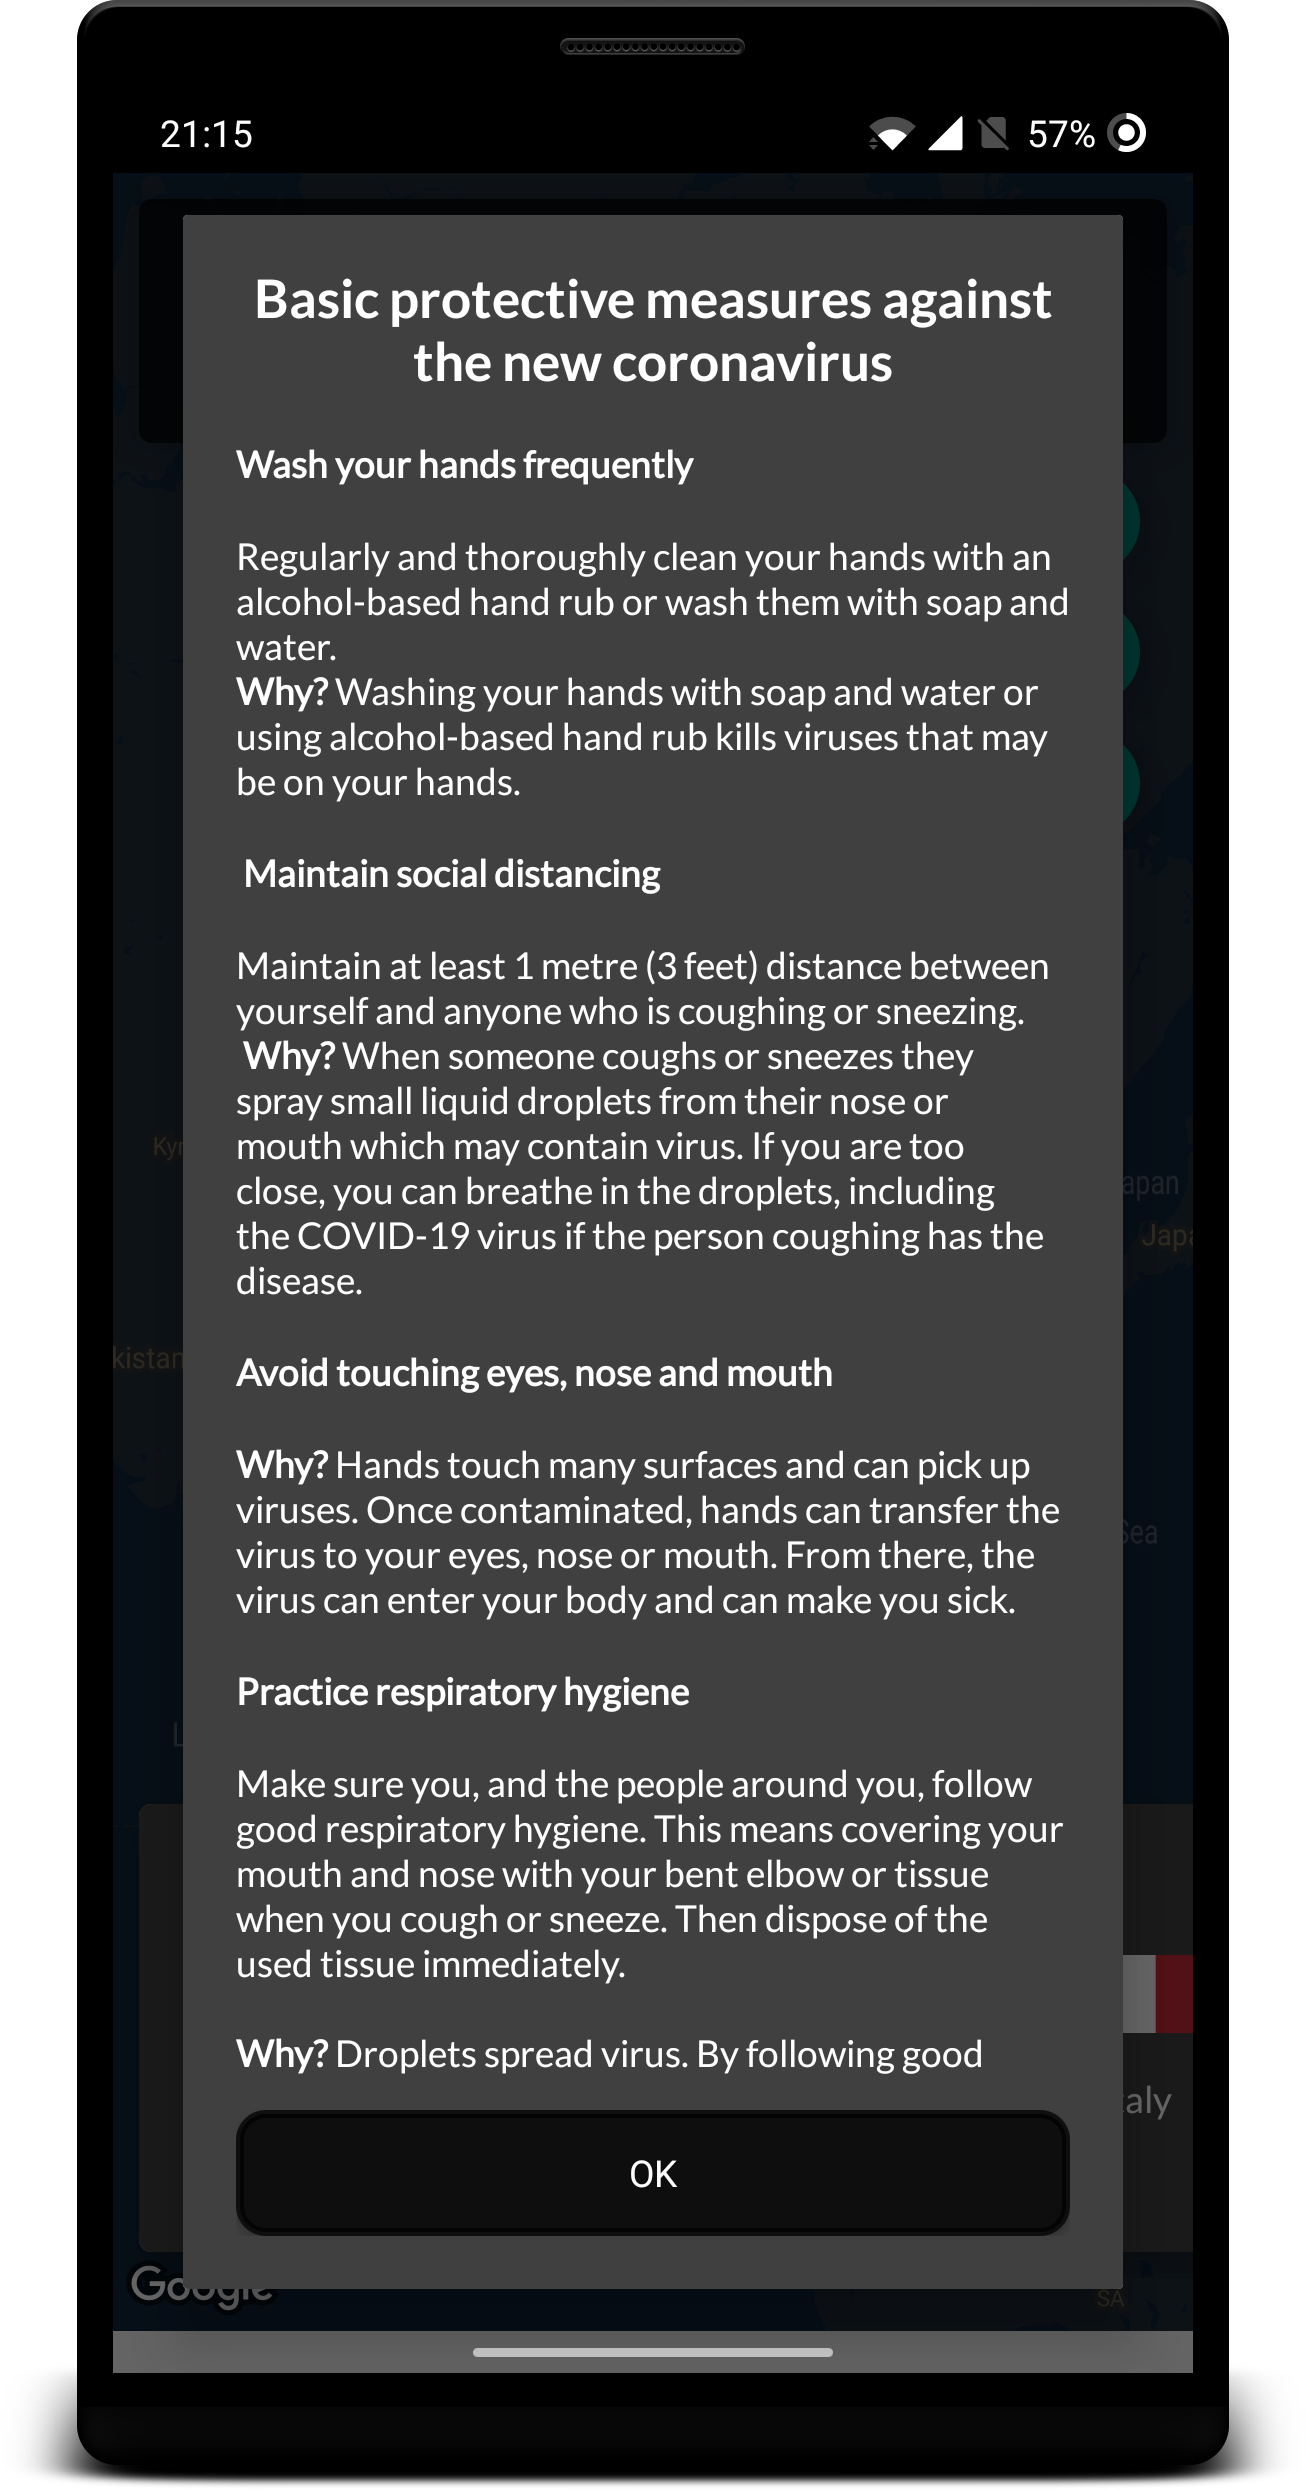 21:15
57%
Basic protective measures against
the new coronavirus
Wash your hands frequently
Regularly and thoroughly clean your hands with an
alcohol-based hand rub or wash them with soap and
water.
Why? Washing your hands with soap and water or
using alcohol-based hand rub kills viruses that may
be on your hands.
Maintain social distancing
Maintain at least 1 metre (3 feet) distance between
yourself and anyone who is coughing or sneezing.
Why? When someone coughs or sneezes they
spray small liquid droplets from their nose or
mouth which may contain virus. If you are too
close, you can breathe in the droplets, including
the COVID-19 virus if the person coughing has the
disease.
Avoid touching eyes, nose and mouth
Why? Hands touch many surfaces and can pick up
viruses. Once contaminated, hands can transfer the
virus to your eyes, nose or mouth. From there, the
virus can enter your body and can make you sick.
Practice respiratory hygiene
Make sure you, and the people around you, follow
good respiratory hygiene. This means covering your
mouth and nose with your bent elbow or tissue
when you cough or sneeze. Then dispose of the
used tissue immediately.
Why? Droplets spread virus. By following good
OK
Kyr
apan
Japa
kistan
Sea
L
taly
Google
SA